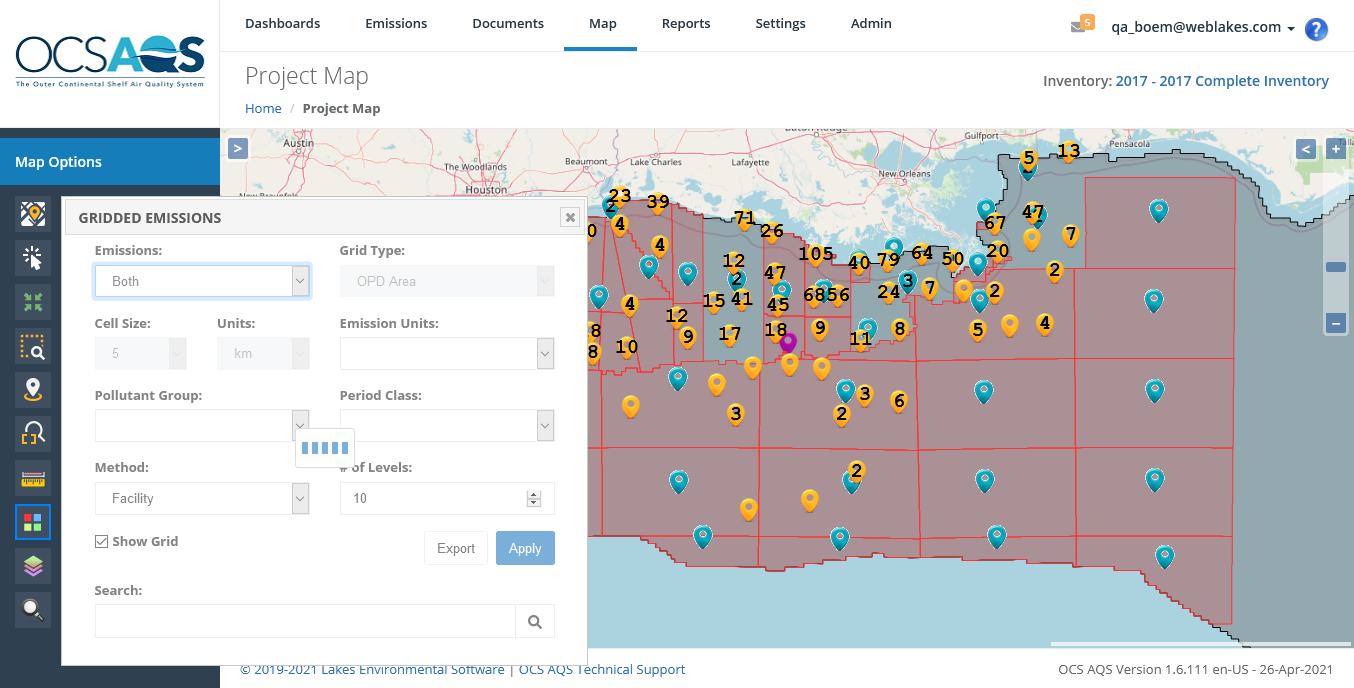 Dashboards Emissions Documents Map Reports Settings Admin 5 qa_boem@weblakes.com ?
OCSAQS
The Outer Continental Shelf Air Quality System
Project Map
Inventory: 2017 - 2017 Complete Inventory
Home / Project Map
Map Options
> < +
Austin
Gulfport
Pensacola
The Woodlands
Beaumont
Lake Charles
Lafayette
New Orleans
Houston
5 13
23 39 2
71 26 4 4 0
67 47 7
105 40 79 64 50 20 2
12 2 47 3
15 41 45 68 56 24 7 2
4 12 9 17 18 9 11 8 5 4
8 8 10
3 2 3 6
2
−
GRIDDED EMISSIONS
Emissions: Grid Type:
Both OPD Area
Cell Size: Units: Emission Units:
5 km
Pollutant Group: Period Class:
Method: # of Levels:
Facility 10
Show Grid Export Apply
Search:
© 2019-2021 Lakes Environmental Software | OCS AQS Technical Support
OCS AQS Version 1.6.111 en-US - 26-Apr-2021